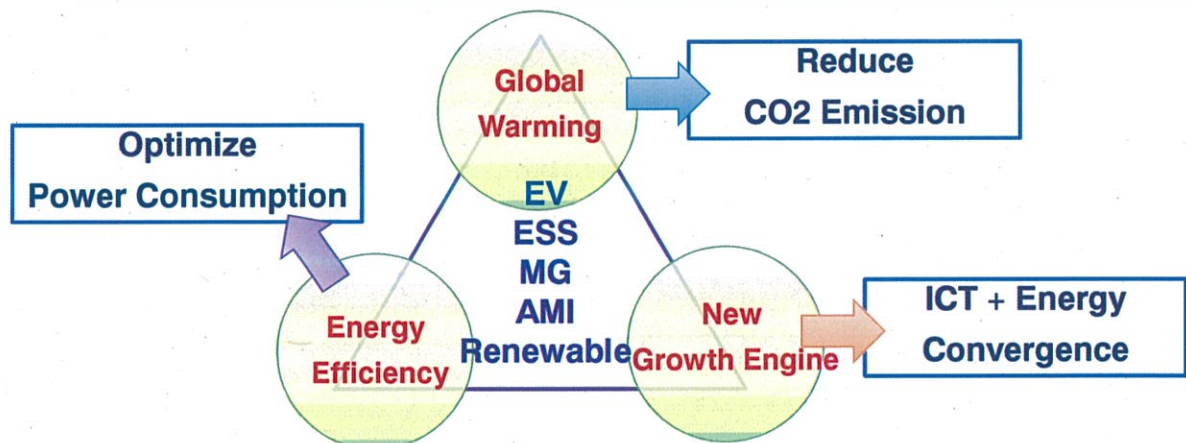 Global
Warming
Reduce
CO2 Emission
Optimize
Power Consumption
EV
ESS
MG
AMI
Renewable
Energy
Efficiency
New
Growth Engine
ICT + Energy
Convergence